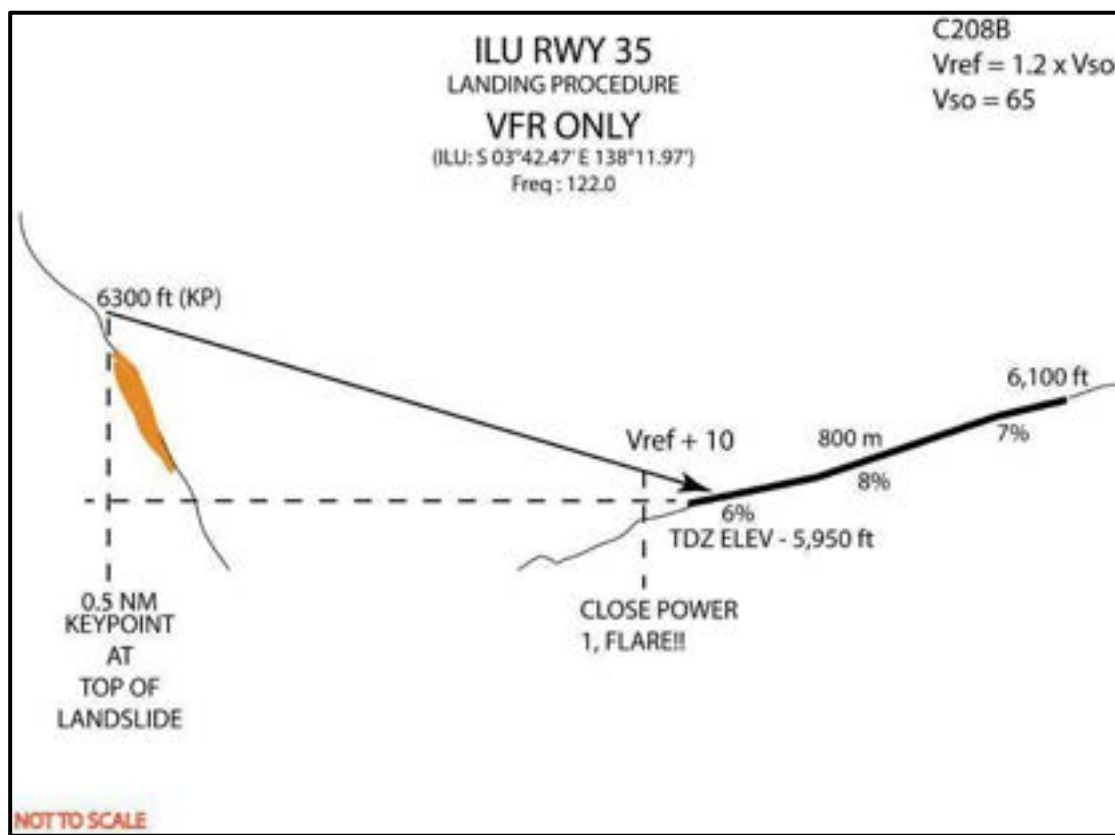 ILU RWY 35
LANDING PROCEDURE
VFR ONLY
(ILU: S 03°42.47' E 138°11.97')
Freq : 122.0
C208B
Vref = 1.2 x Vso
Vso = 65
6300 ft (KP)
6,100 ft
Vref + 10
800 m
7%
8%
6%
TDZ ELEV - 5,950 ft
0.5 NM
KEYPOINT
AT
TOP OF
LANDSLIDE
CLOSE POWER
1, FLARE!!
NOT TO SCALE